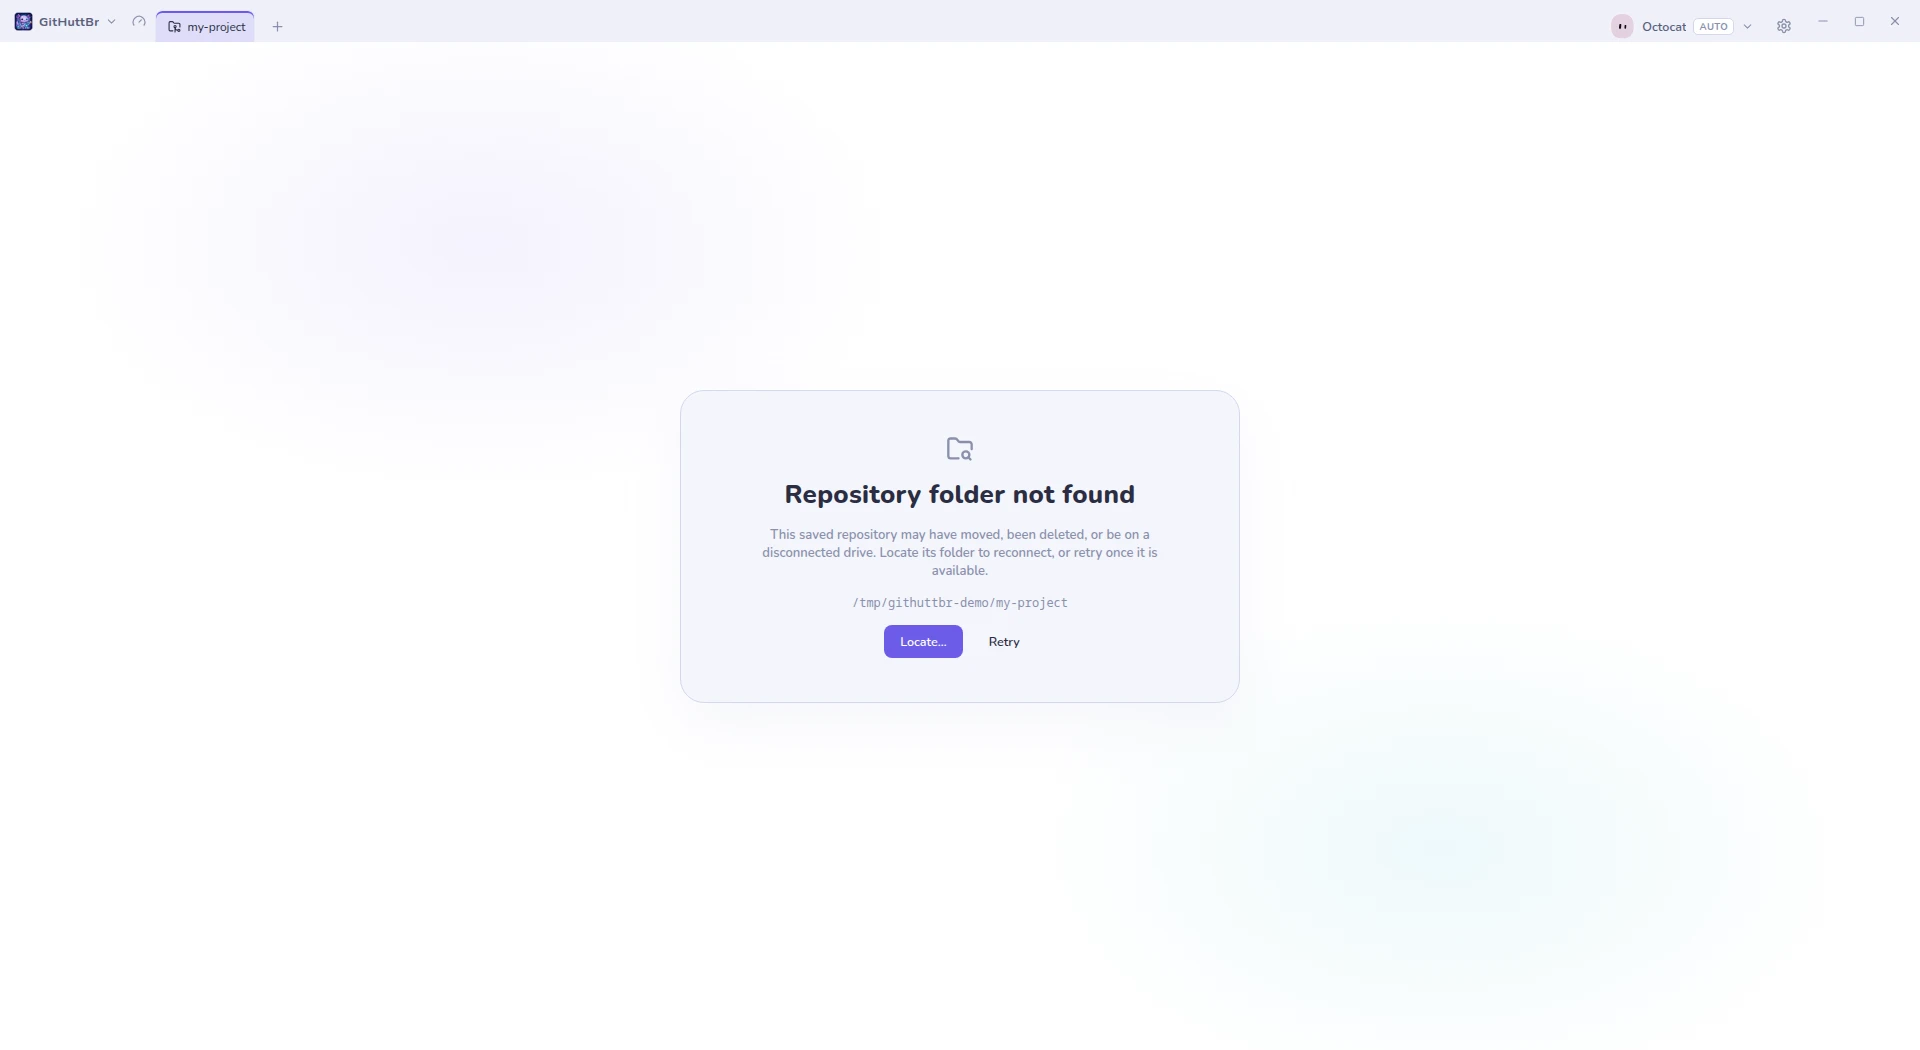 GitHuttBr
my-project
Octocat
AUTO
Repository folder not found
This saved repository may have moved, been deleted, or be on a
disconnected drive. Locate its folder to reconnect, or retry once it is
available.
/tmp/githuttbr-demo/my-project
Locate...
Retry